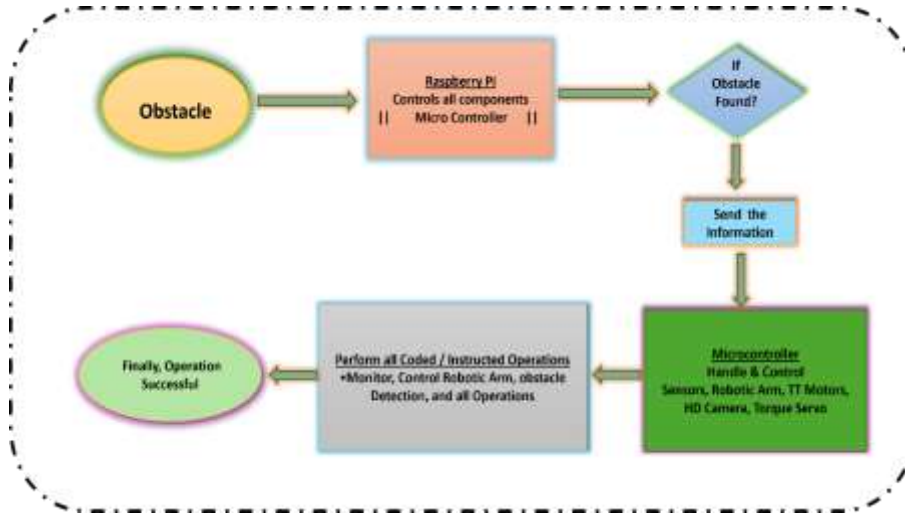 Obstacle
Raspberry Pi
Controls all components
|| Micro Controller ||
If
Obstacle
Found?
Send the
Information
Microcontroller
Handle & Control
Sensors, Robotic Arm, TT Motors,
HD Camera, Torque Servo
Perform all Coded / Instructed Operations
•Monitor, Control Robotic Arm, obstacle
Detection, and all Operations
Finally, Operation
Successful